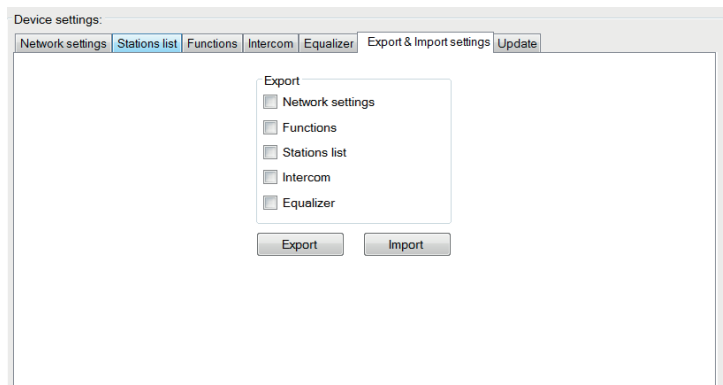 Device settings:
Network settings Stations list Functions Intercom Equalizer Export & Import settings Update
Export
Network settings
Functions
Stations list
Intercom
Equalizer
Export Import